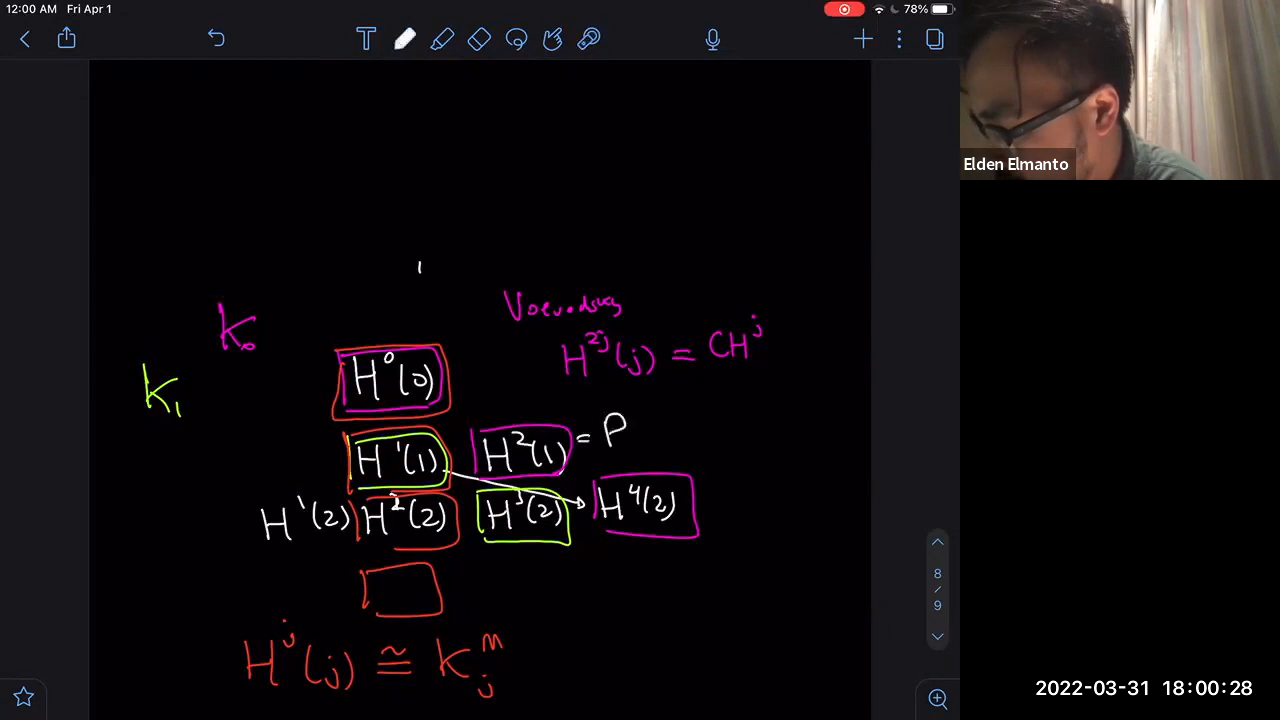 12:00 AM Fri Apr 1
78%
Elden Elmanto
Voevodsky
K₀
H²ʲ(j) = CHʲ
K₁
H⁰(0)
H¹(1) H²(1) = P
H¹(2) H²(2) H³(2) H⁴(2)
Hʲ(j) ≅ Kⱼᴹ
8
/
9
2022-03-31 18:00:28